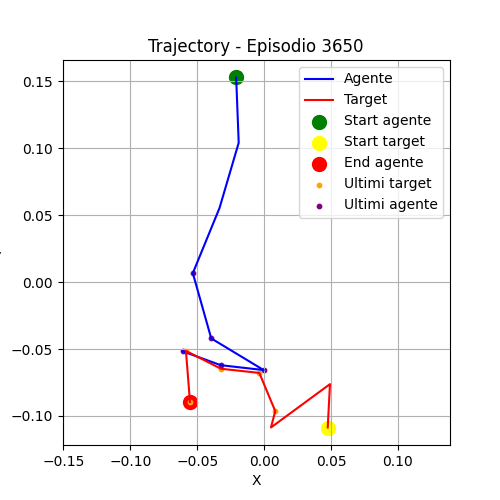 Trajectory - Episodio 3650
Agente
Target
Start agente
Start target
End agente
Ultimi target
Ultimi agente
0.15
0.10
0.05
0.00
−0.05
−0.10
−0.15
−0.10
−0.05
0.00
0.05
0.10
X